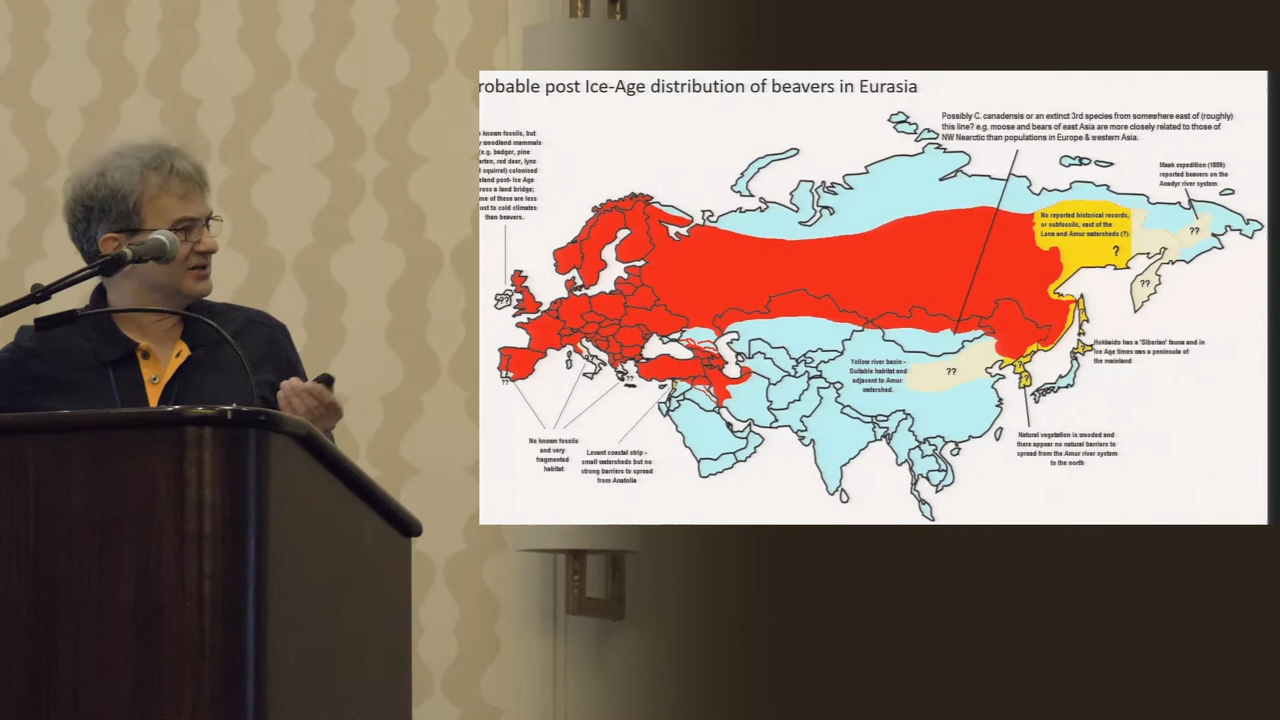 robable post Ice-Age distribution of beavers in Eurasia
known fossils, but
woodland mammals
(e.g. badger, pine
arten, red deer, lynx
squirrel) colonised
land post- Ice Age
ross a land bridge;
me of these are less
ust to cold climates
than beavers.
Possibly C. canadensis or an extinct 3rd species from somewhere east of (roughly)
this line? e.g. moose and bears of east Asia are more closely related to those of
NW Nearctic than populations in Europe & western Asia.
Maak expedition (1859)
reported beavers on the
Anadyr river system
No reported historical records,
or subfossils, east of the
Lena and Amur watersheds (?)
?
??
??
??
Hokkaido has a 'Siberian' fauna and in
Ice Age times was a peninsula of
the mainland
Yellow river basin -
Suitable habitat and
adjacent to Amur
watershed.
??
?
?
??
??
No known fossils
and very
fragmented
habitat
Levant coastal strip -
small watersheds but no
strong barriers to spread
from Anatolia
Natural vegetation is wooded and
there appear no natural barriers to
spread from the Amur river system
to the north